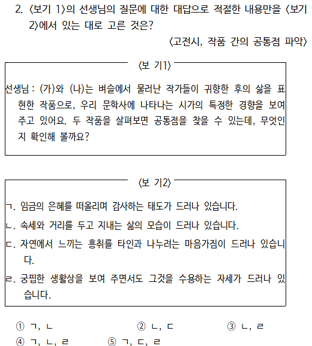 2. 〈보기 1〉의 선생님의 질문에 대한 대답으로 적절한 내용만을 〈보기
2〉에서 있는 대로 고른 것은?
〈고전시, 작품 간의 공통점 파악〉
〈보 기1〉
선생님 : (가)와 (나)는 벼슬에서 물러난 작가들이 귀향한 후의 삶을 표
현한 작품으로, 우리 문학사에 나타나는 시가의 특정한 경향을 보여
주고 있어요. 두 작품을 살펴보면 공통점을 찾을 수 있는데, 무엇인
지 확인해 볼까요?
〈보 기2〉
ㄱ. 임금의 은혜를 떠올리며 감사하는 태도가 드러나 있습니다.
ㄴ. 속세와 거리를 두고 지내는 삶의 모습이 드러나 있습니다.
ㄷ. 자연에서 느끼는 흥취를 타인과 나누려는 마음가짐이 드러나 있습니
다.
ㄹ. 궁핍한 생활상을 보여 주면서도 그것을 수용하는 자세가 드러나 있
습니다.
① ㄱ, ㄴ ② ㄴ, ㄷ ③ ㄴ, ㄹ
④ ㄱ, ㄴ, ㄹ ⑤ ㄱ, ㄷ, ㄹ